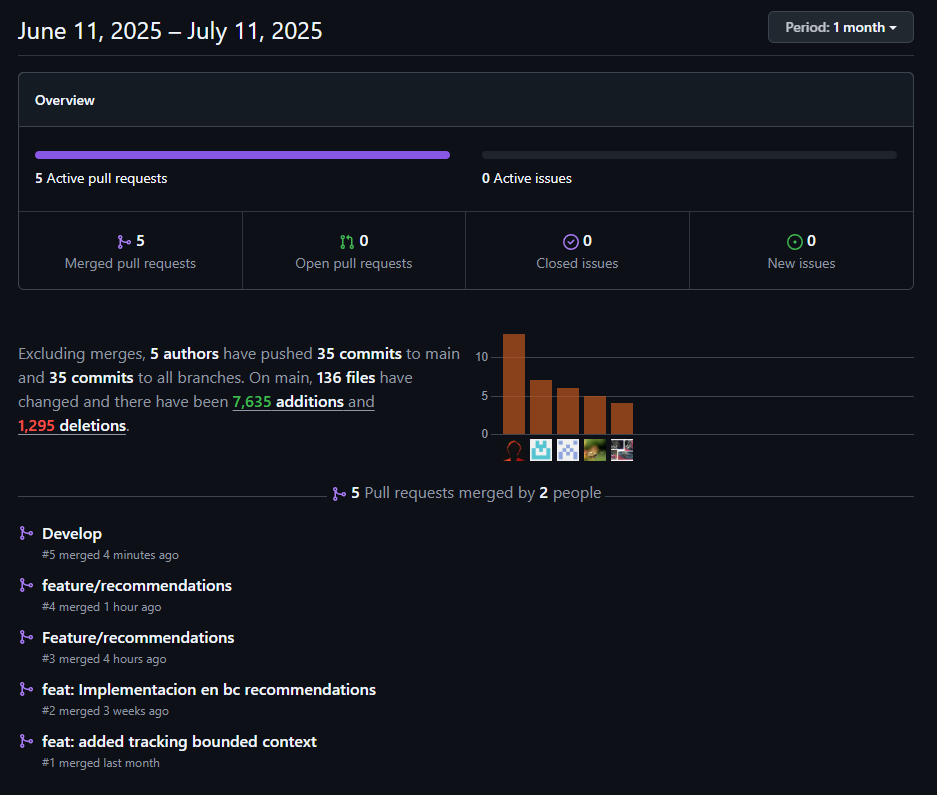 June 11, 2025 – July 11, 2025
Period: 1 month
Overview
5 Active pull requests
0 Active issues
5
Merged pull requests
0
Open pull requests
0
Closed issues
0
New issues
Excluding merges, 5 authors have pushed 35 commits to main
and 35 commits to all branches. On main, 136 files have
changed and there have been 7,635 additions and
1,295 deletions.
10
5
0
5 Pull requests merged by 2 people
Develop
#5 merged 4 minutes ago
feature/recommendations
#4 merged 1 hour ago
Feature/recommendations
#3 merged 4 hours ago
feat: Implementacion en bc recommendations
#2 merged 3 weeks ago
feat: added tracking bounded context
#1 merged last month